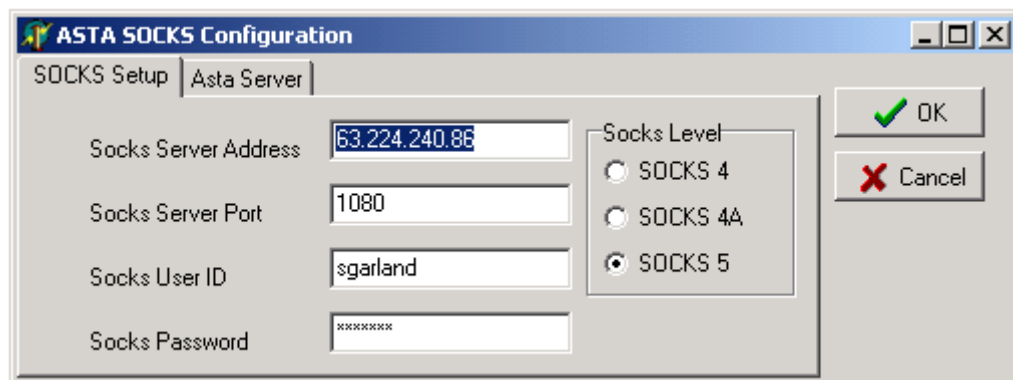 ASTA SOCKS Configuration
SOCKS Setup
Asta Server
Socks Server Address
63.224.240.86
Socks Server Port
1080
Socks User ID
sgarland
Socks Password
×××××××
Socks Level
SOCKS 4
SOCKS 4A
SOCKS 5
OK
Cancel